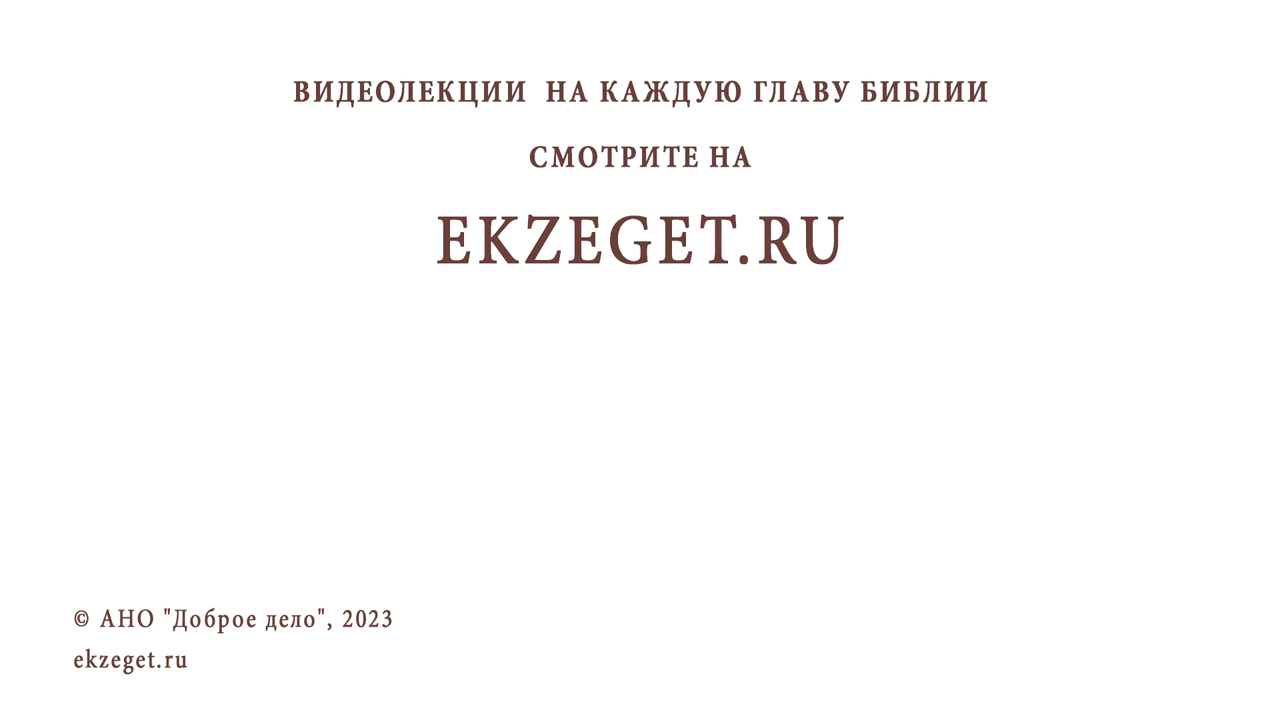 ВИДЕОЛЕКЦИИ НА КАЖДУЮ ГЛАВУ БИБЛИИ
СМОТРИТЕ НА
EKZEGET.RU
© АНО "Доброе дело", 2023
ekzeget.ru